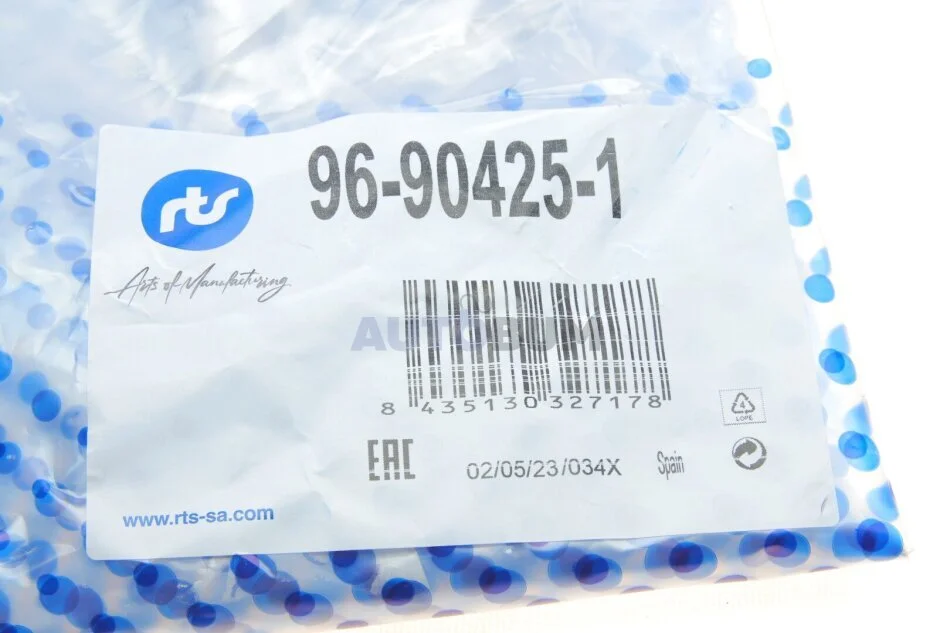 rts
96-90425-1
Arts of Manufacturing
AUTOBUM
8 435130 327178
4
LDPE
EAC
02/05/23/034X
Spain
www.rts-sa.com